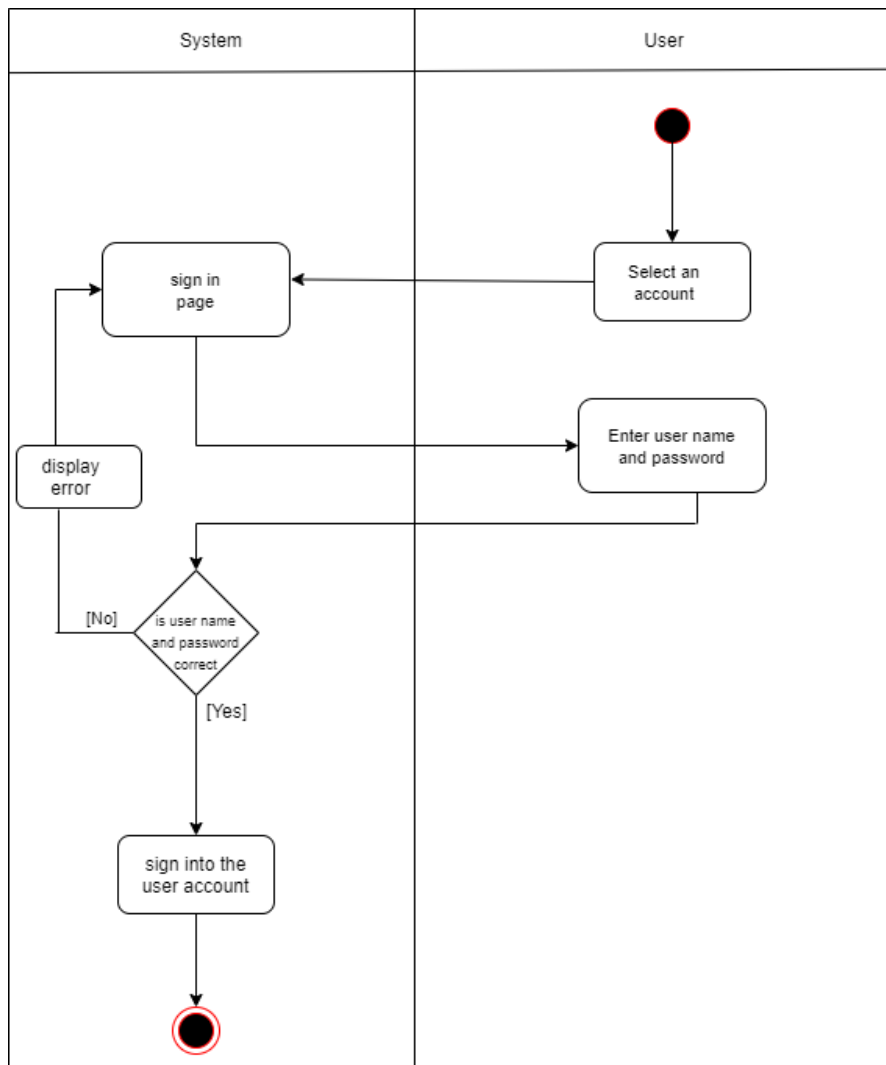 System
User
Select an
account
sign in
page
Enter user name
and password
display
error
is user name
and password
correct
[No]
[Yes]
sign into the
user account